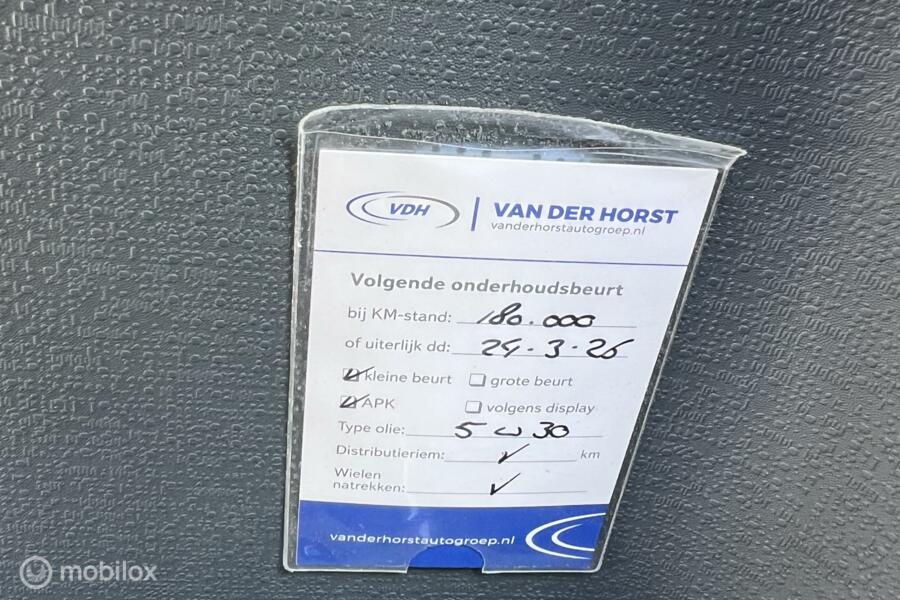 VDH | VAN DER HORST
vanderhorstautogroep.nl
Volgende onderhoudsbeurt
bij KM-stand: 180.000
of uiterlijk dd: 24-3-26
kleine beurt grote beurt
APK volgens display
Type olie: 5w30
Distributieriem: ✓ km
Wielen
natrekken: ✓
vanderhorstautogroep.nl
mobilox